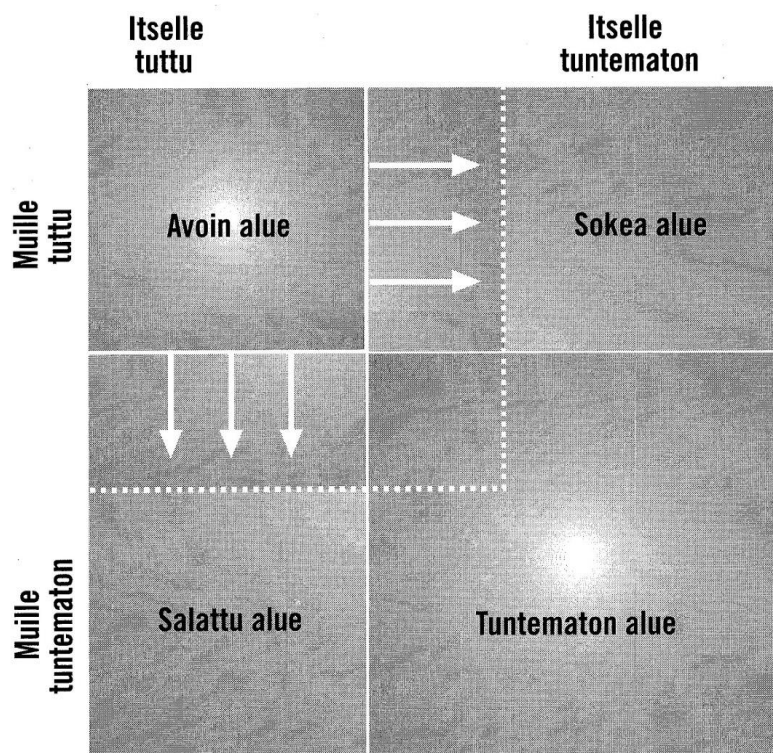 Itselle
tuttu
Itselle
tuntematon
Muille
tuttu
Avoin alue
Sokea alue
Muille
tuntematon
Salattu alue
Tuntematon alue